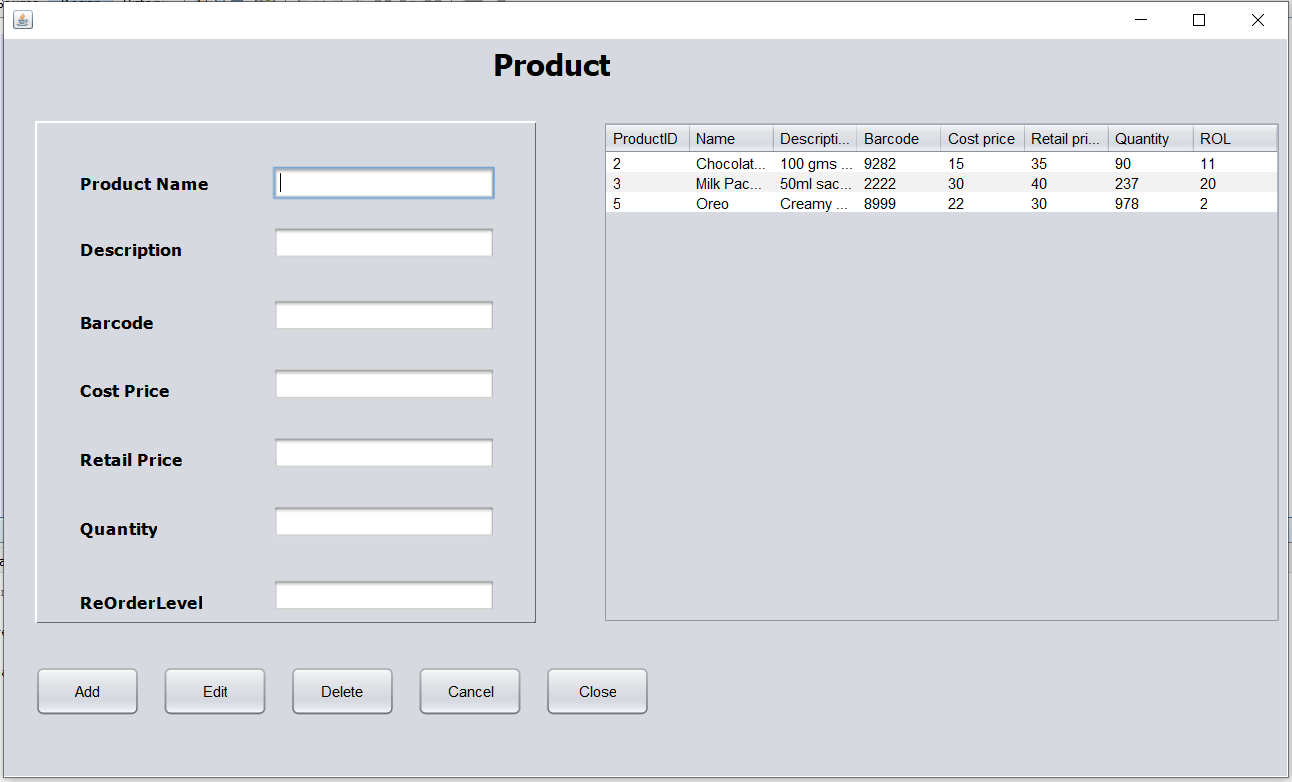 Product
Product Name
Description
Barcode
Cost Price
Retail Price
Quantity
ReOrderLevel
ProductID Name Descripti... Barcode Cost price Retail pri... Quantity ROL
2 Chocolat... 100 gms ... 9282 15 35 90 11
3 Milk Pac... 50ml sac... 2222 30 40 237 20
5 Oreo Creamy ... 8999 22 30 978 2
Add Edit Delete Cancel Close